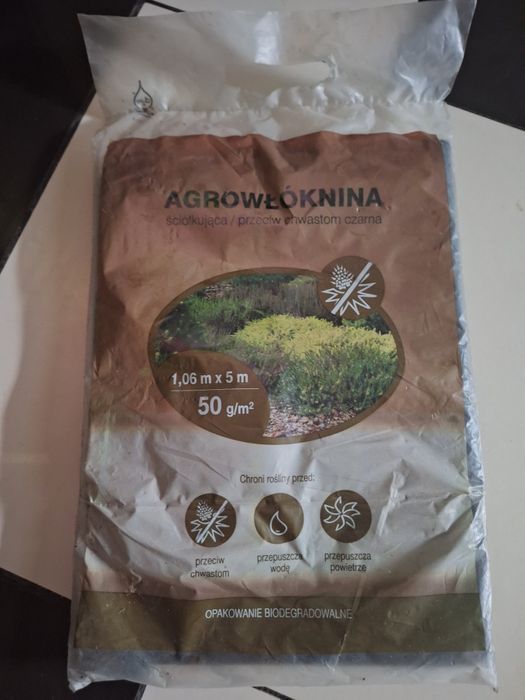 AGROWŁÓKNINA
ściółkująca / przeciw chwastom czarna
1,06 m x 5 m
50 g/m²
Chroni rośliny przed:
przeciw
chwastom
przepuszcza
wodę
przepuszcza
powietrze
OPAKOWANIE BIODEGRADOWALNE